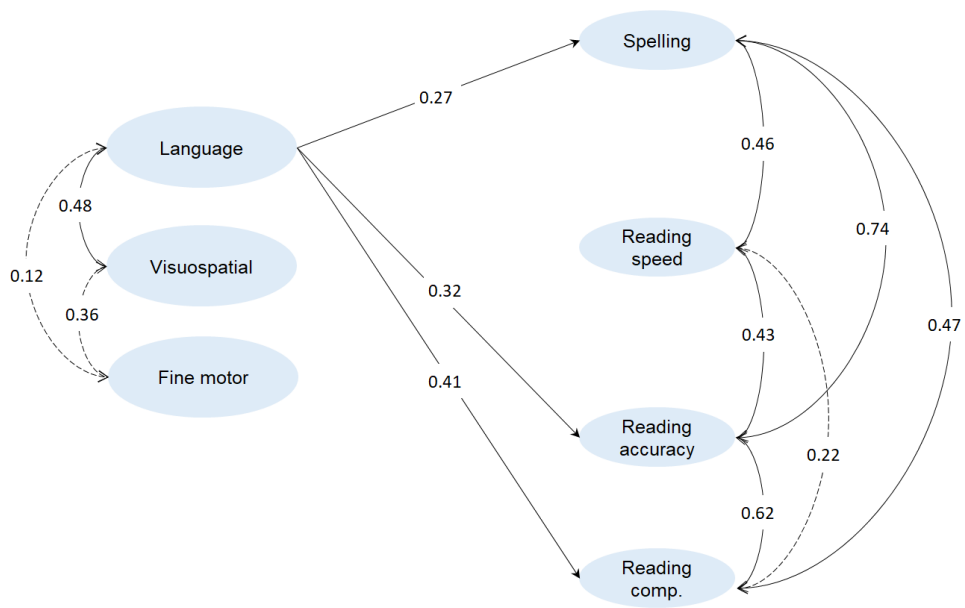 Spelling
0.27
0.46
Language
0.48
0.74
Reading
speed
Visuospatial
0.12
0.32
0.36
0.43
0.47
Fine motor
0.41
Reading
accuracy
0.22
0.62
Reading
comp.